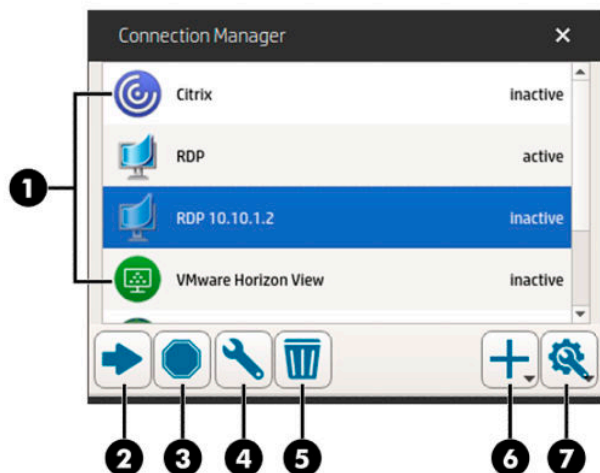 Connection Manager
Citrix inactive
RDP active
1
RDP 10.10.1.2 inactive
VMware Horizon View inactive
2 3 4 5 6 7